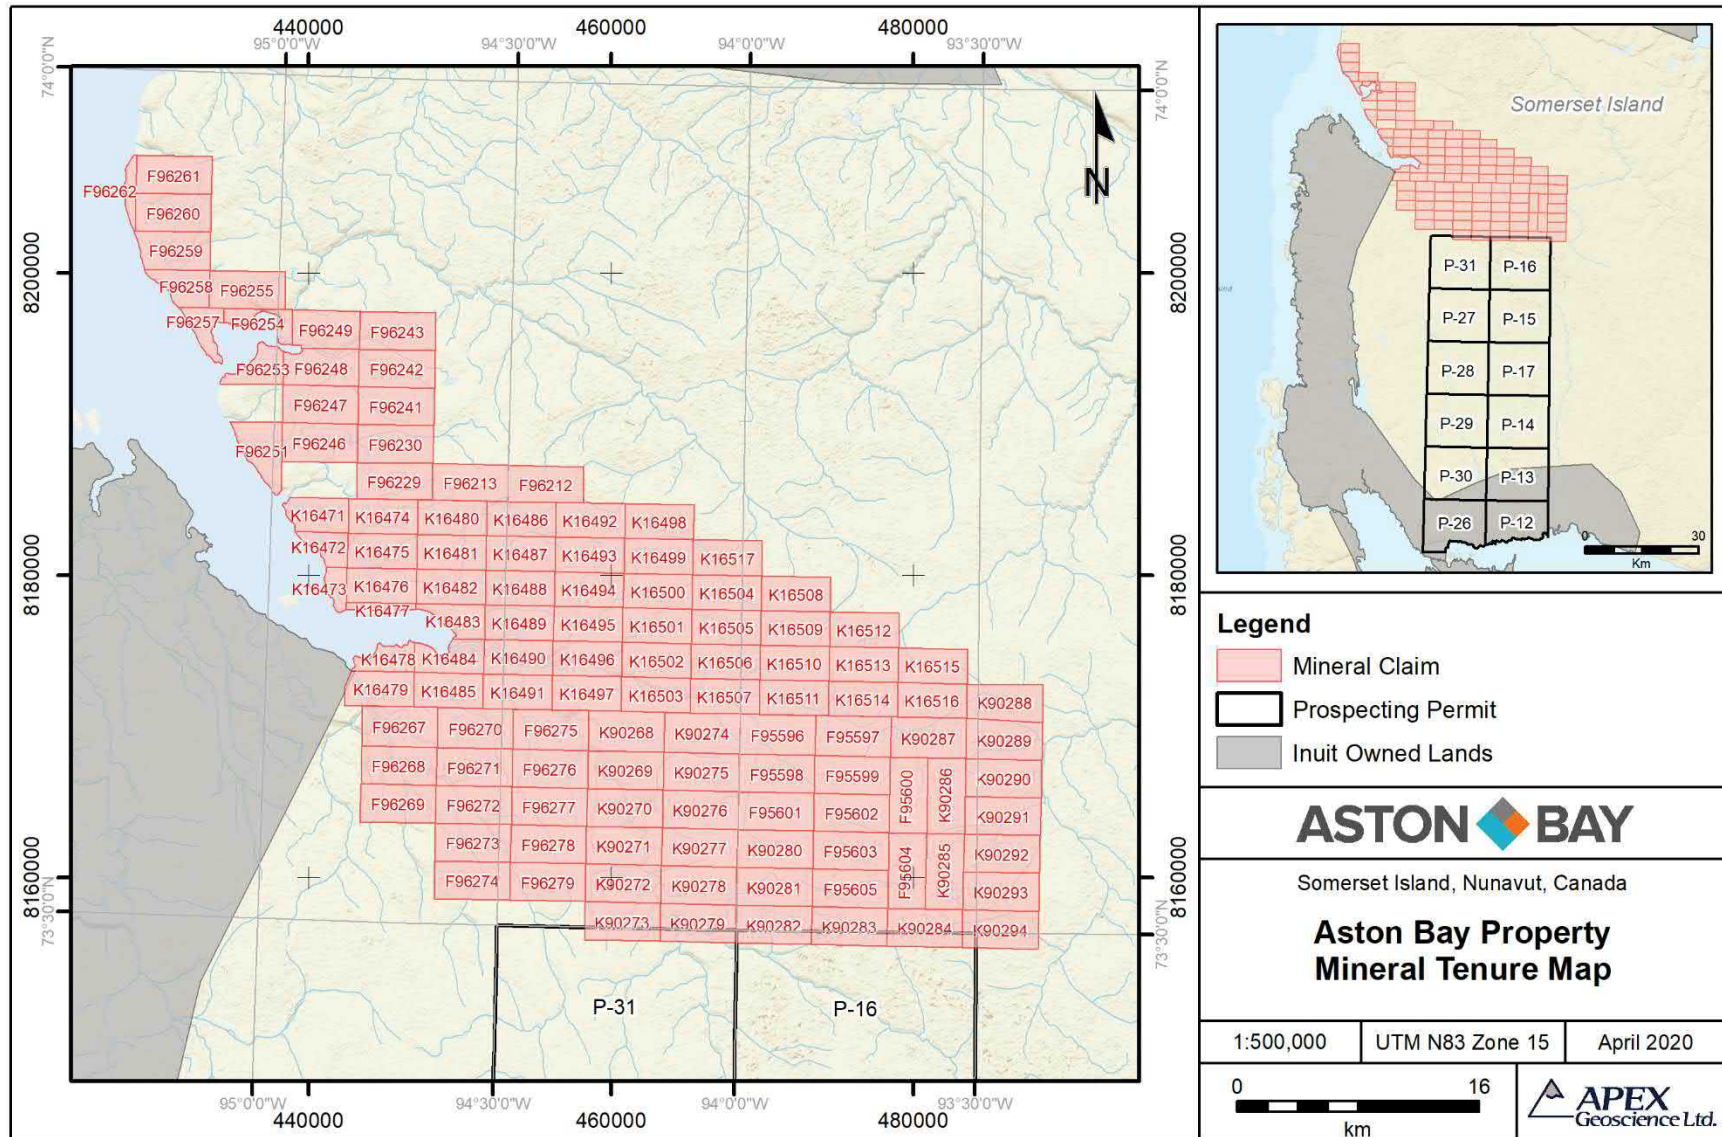 440000 460000 480000
95°0'0"W 94°30'0"W 94°0'0"W 93°30'0"W
74°0'0"N
74°0'0"N
8200000
8200000
8180000
8180000
8160000
8160000
73°30'0"N
73°30'0"N
N
F96261
F96262
F96260
F96259
F96258 F96255
F96257 F96254 F96249 F96243
F96253 F96248 F96242
F96247 F96241
F96251 F96246 F96230
F96229 F96213 F96212
K16471 K16474 K16480 K16486 K16492 K16498
K16472 K16475 K16481 K16487 K16493 K16499 K16517
K16473 K16476 K16482 K16488 K16494 K16500 K16504 K16508
K16477 K16483 K16489 K16495 K16501 K16505 K16509 K16512
K16478 K16484 K16490 K16496 K16502 K16506 K16510 K16513 K16515
K16479 K16485 K16491 K16497 K16503 K16507 K16511 K16514 K16516 K90288
F96267 F96270 F96275 K90268 K90274 F95596 F95597 K90287 K90289
F96268 F96271 F96276 K90269 K90275 F95598 F95599 F95600 K90286 K90290
F96269 F96272 F96277 K90270 K90276 F95601 F95602 K90291
F96273 F96278 K90271 K90277 K90280 F95603 F95604 K90285 K90292
F96274 F96279 K90272 K90278 K90281 F95605 K90293
K90273 K90279 K90282 K90283 K90284 K90294
P-31 P-16
95°0'0"W 94°30'0"W 94°0'0"W 93°30'0"W
440000 460000 480000
Somerset Island
P-31 P-16
P-27 P-15
P-28 P-17
P-29 P-14
P-30 P-13
P-26 P-12
0 30
Km
Legend
Mineral Claim
Prospecting Permit
Inuit Owned Lands
ASTON BAY
Somerset Island, Nunavut, Canada
Aston Bay Property
Mineral Tenure Map
1:500,000 UTM N83 Zone 15 April 2020
0 16
km
APEX
Geoscience Ltd.